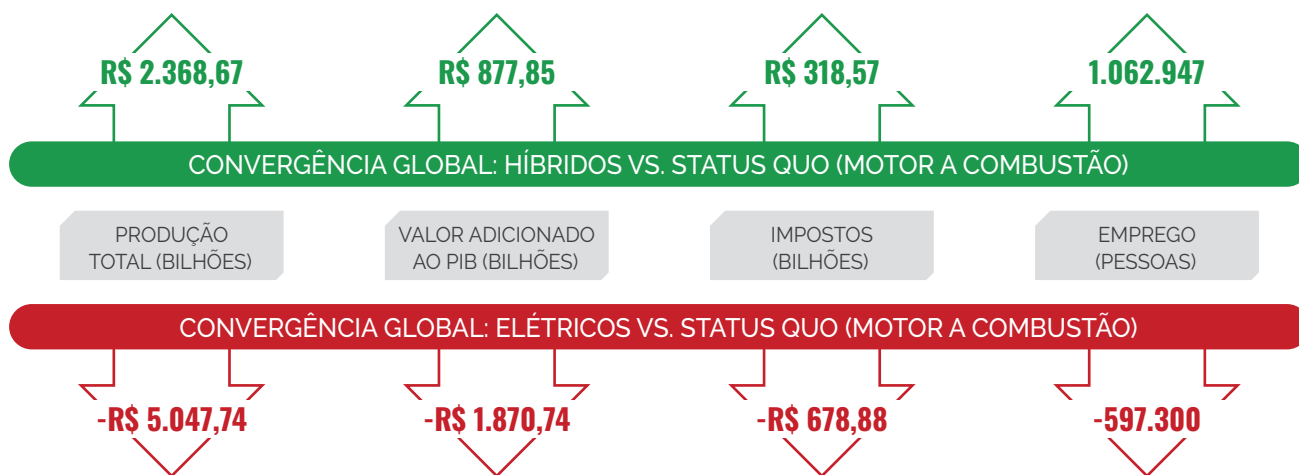 R$ 2.368,67
R$ 877,85
R$ 318,57
1.062.947
CONVERGÊNCIA GLOBAL: HÍBRIDOS VS. STATUS QUO (MOTOR A COMBUSTÃO)
PRODUÇÃO
TOTAL (BILHÕES)
VALOR ADICIONADO
AO PIB (BILHÕES)
IMPOSTOS
(BILHÕES)
EMPREGO
(PESSOAS)
CONVERGÊNCIA GLOBAL: ELÉTRICOS VS. STATUS QUO (MOTOR A COMBUSTÃO)
-R$ 5.047,74
-R$ 1.870,74
-R$ 678,88
-597.300